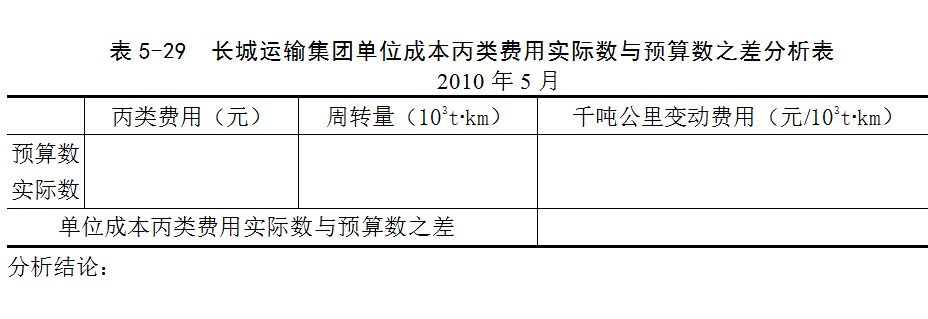 表 5-29 长城运输集团单位成本丙类费用实际数与预算数之差分析表
2010 年 5 月
丙类费用（元） 周转量（10³t·km） 千吨公里变动费用（元/10³t·km）
预算数
实际数
单位成本丙类费用实际数与预算数之差
分析结论：